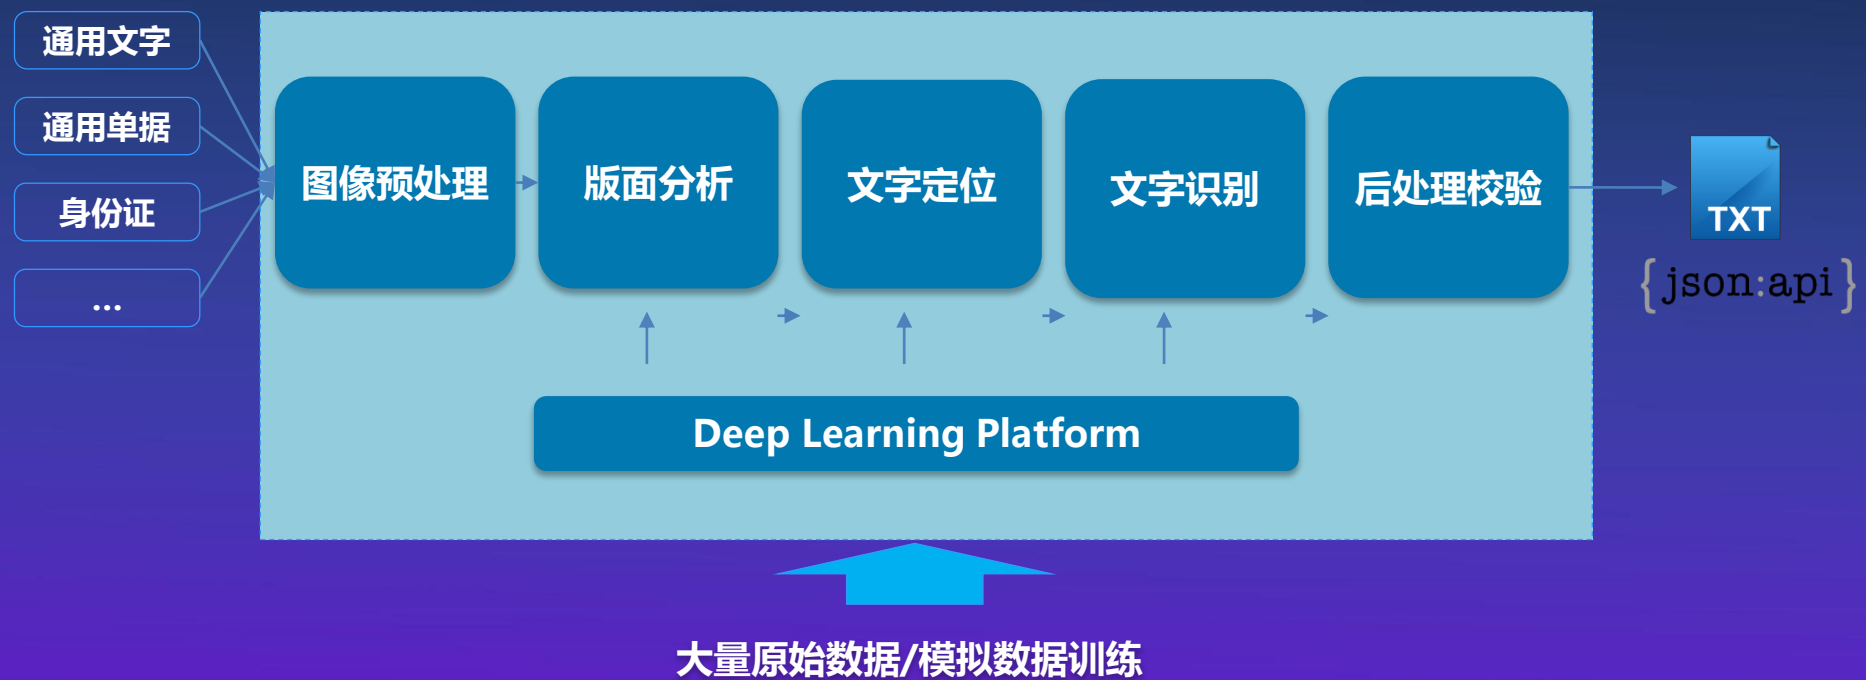 通用文字
通用单据
身份证
...
图像预处理
版面分析
文字定位
文字识别
后处理校验
TXT
{json:api}
Deep Learning Platform
大量原始数据/模拟数据训练